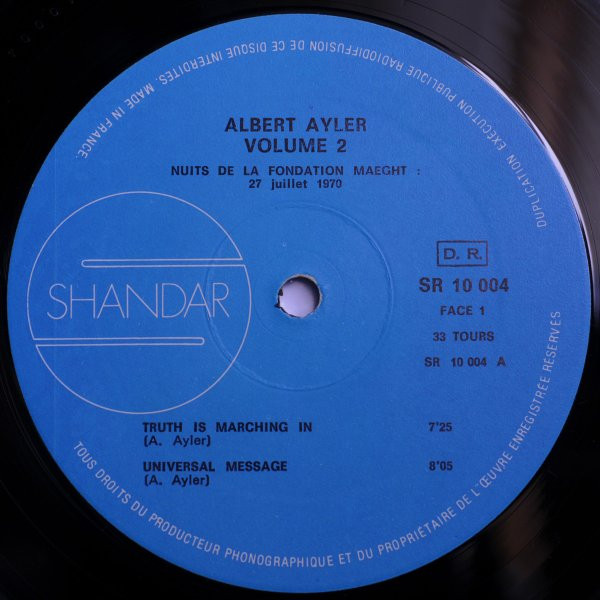 ALBERT AYLER
VOLUME 2
NUITS DE LA FONDATION MAEGHT :
27 juillet 1970
SHANDAR
D. R.
SR 10 004
FACE 1
33 TOURS
SR 10 004 A
TRUTH IS MARCHING IN 7'25
(A. Ayler)
UNIVERSAL MESSAGE 8'05
(A. Ayler)
TOUS DROITS DU PRODUCTEUR PHONOGRAPHIQUE ET DU PROPRIÉTAIRE DE L'ŒUVRE ENREGISTRÉE RÉSERVÉS
DUPLICATION EXÉCUTION PUBLIQUE RADIODIFFUSION DE CE DISQUE INTERDITES. MADE IN FRANCE.